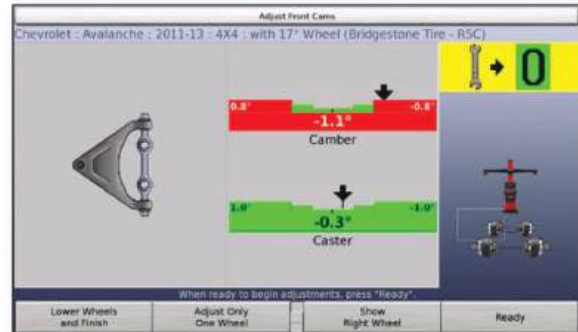 Adjust Front Cams
Chevrolet : Avalanche : 2011-13 : 4X4 : with 17" Wheel (Bridgestone Tire - RSC)
0
0.8° -0.8°
-1.1°
Camber
1.0° -1.0°
-0.3°
Caster
When ready to begin adjustments, press "Ready".
Lower Wheels
and Finish
Adjust Only
One Wheel
Show
Right Wheel
Ready